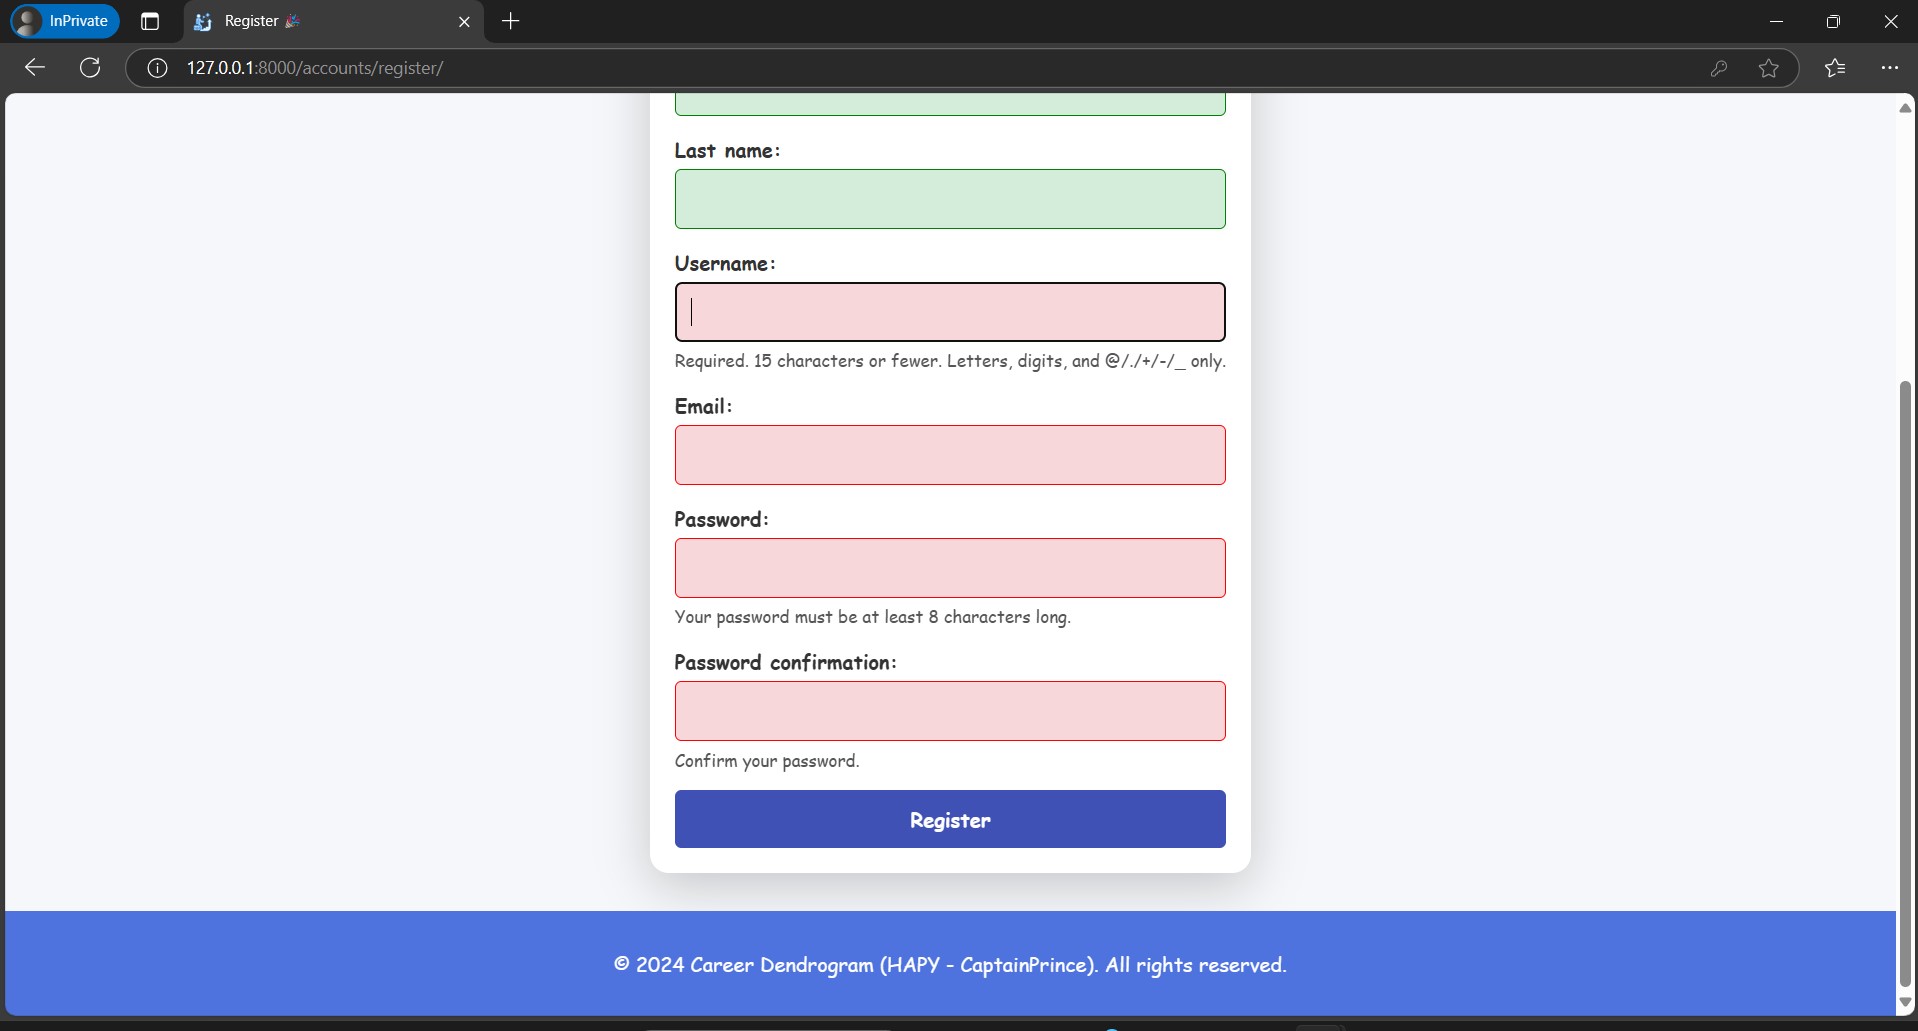 InPrivate
Register 🎉
127.0.0.1:8000/accounts/register/
Last name:
Username:
Required. 15 characters or fewer. Letters, digits, and @/./+/-/_ only.
Email:
Password:
Your password must be at least 8 characters long.
Password confirmation:
Confirm your password.
Register
© 2024 Career Dendrogram (HAPY - CaptainPrince). All rights reserved.